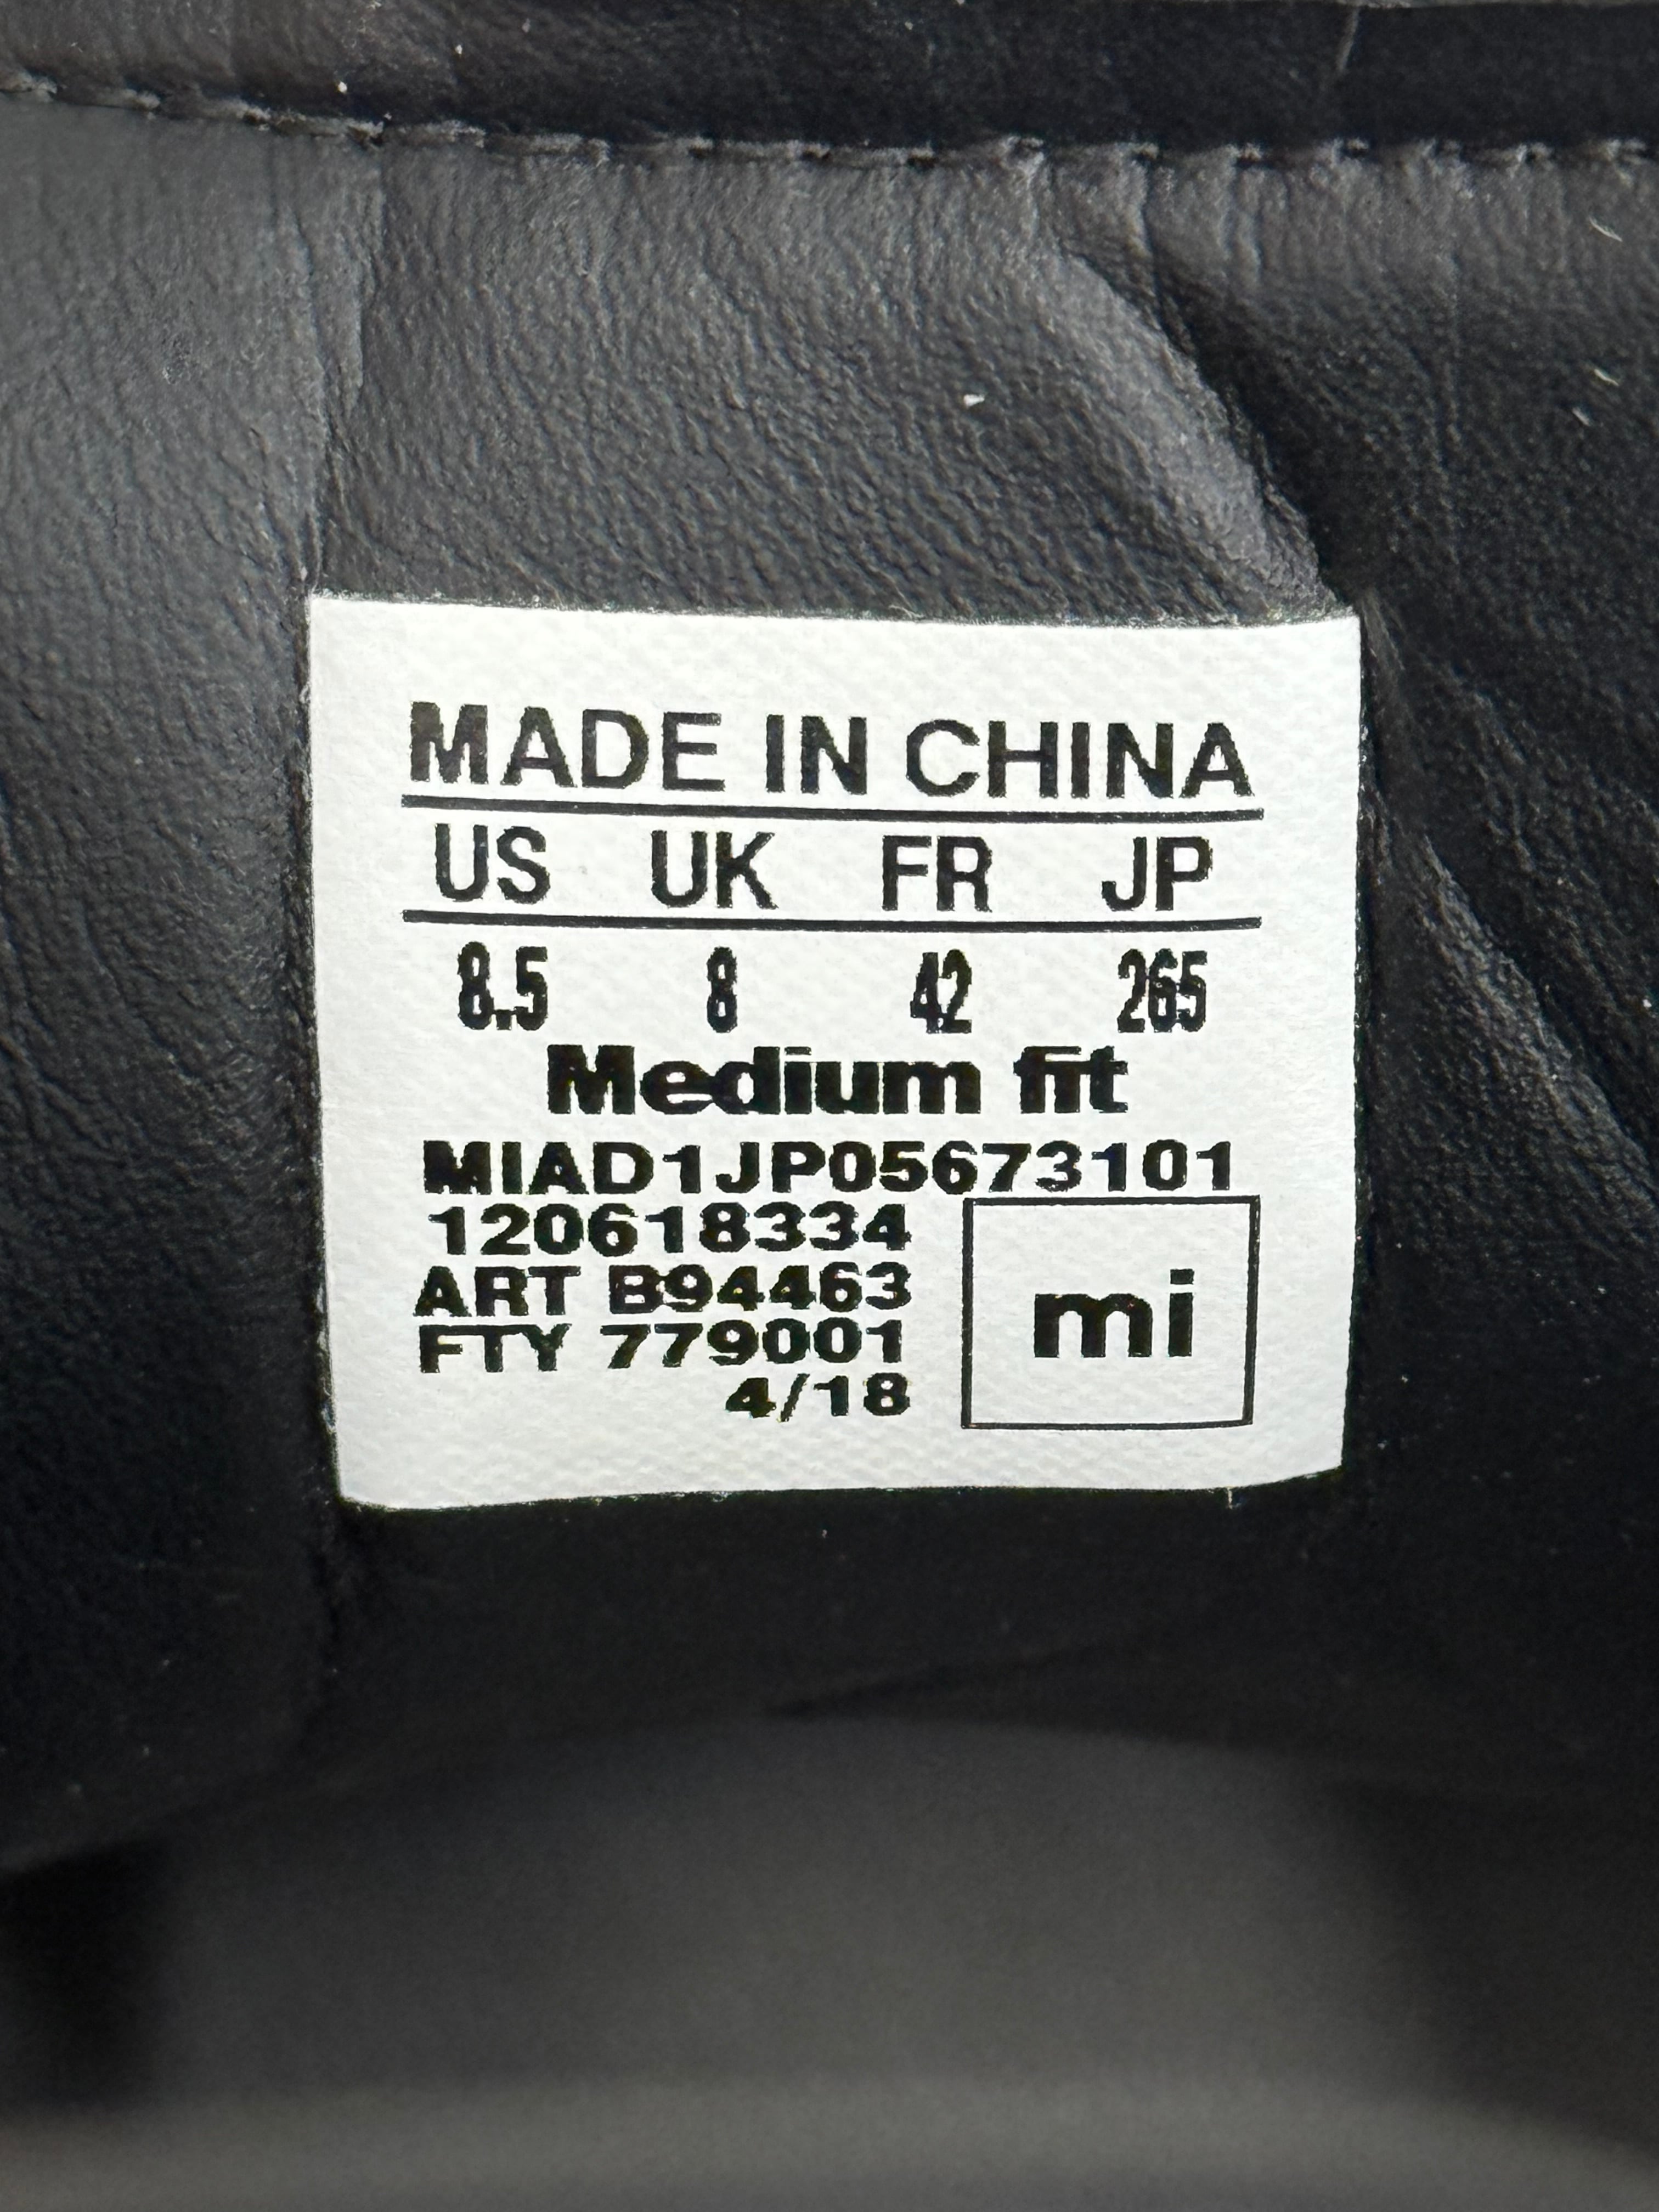 MADE IN CHINA
US UK FR JP
8.5 8 42 265
Medium fit
MIAD1JP05673101
120618334
ART B94463
FTY 779001
4/18
mi